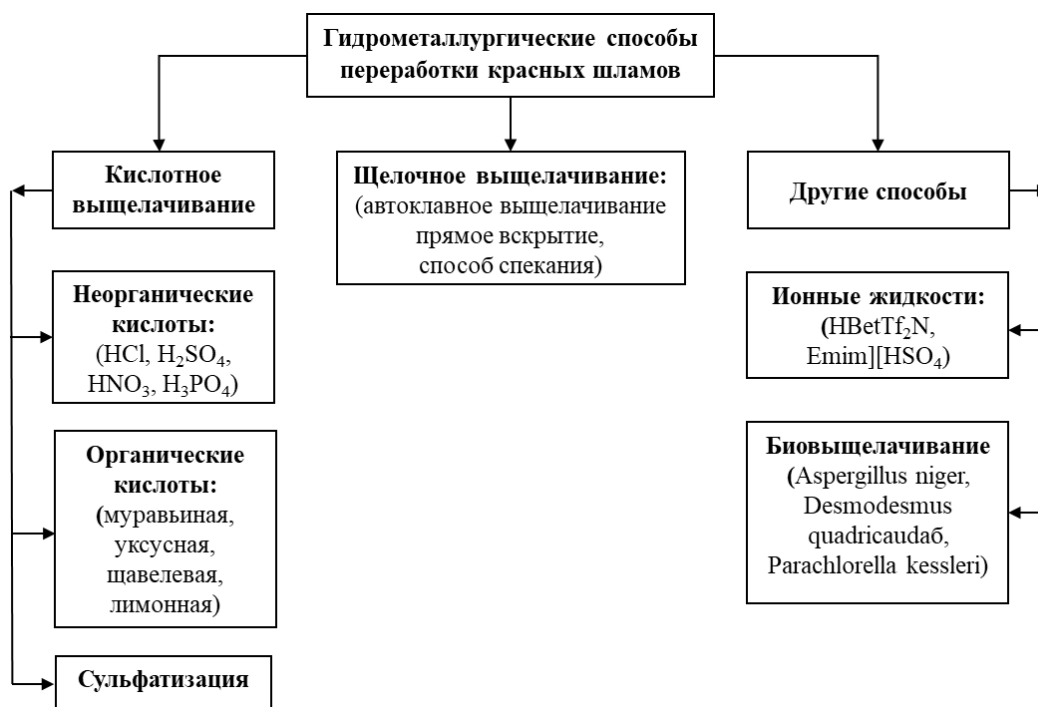 Гидрометаллургические способы
переработки красных шламов
Кислотное
выщелачивание
Щелочное выщелачивание:
(автоклавное выщелачивание
прямое вскрытие,
способ спекания)
Другие способы
Неорганические
кислоты:
(HCl, H₂SO₄,
HNO₃, H₃PO₄)
Ионные жидкости:
(HBetTf₂N,
Emim][HSO₄)
Органические
кислоты:
(муравьиная,
уксусная,
щавелевая,
лимонная)
Биовыщелачивание
(Aspergillus niger,
Desmodesmus
quadricaudaб,
Parachlorella kessleri)
Сульфатизация